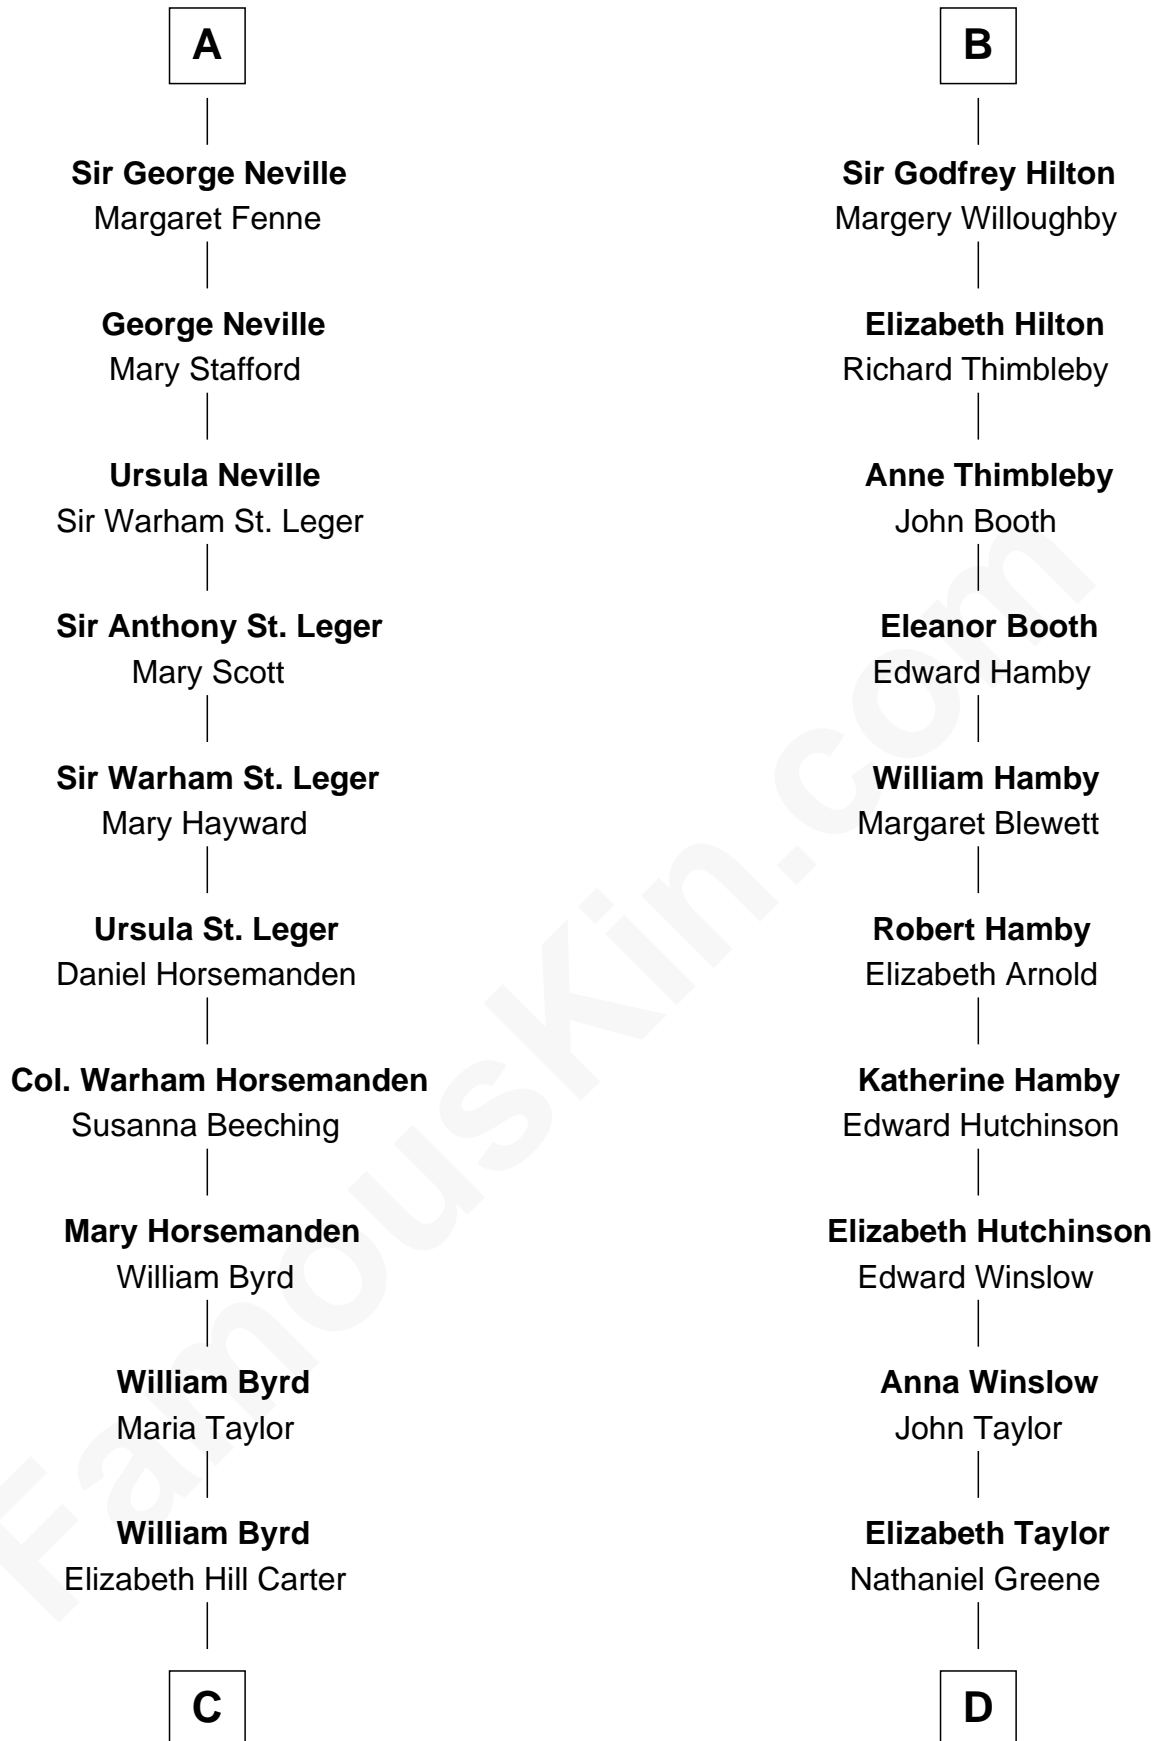 A
Sir George Neville
Margaret Fenne
George Neville
Mary Stafford
Ursula Neville
Sir Warham St. Leger
Sir Anthony St. Leger
Mary Scott
Sir Warham St. Leger
Mary Hayward
Ursula St. Leger
Daniel Horsemanden
Col. Warham Horsemanden
Susanna Beeching
Mary Horsemanden
William Byrd
William Byrd
Maria Taylor
William Byrd
Elizabeth Hill Carter
C
B
Sir Godfrey Hilton
Margery Willoughby
Elizabeth Hilton
Richard Thimbleby
Anne Thimbleby
John Booth
Eleanor Booth
Edward Hamby
William Hamby
Margaret Blewett
Robert Hamby
Elizabeth Arnold
Katherine Hamby
Edward Hutchinson
Elizabeth Hutchinson
Edward Winslow
Anna Winslow
John Taylor
Elizabeth Taylor
Nathaniel Greene
D
FamousKin.com